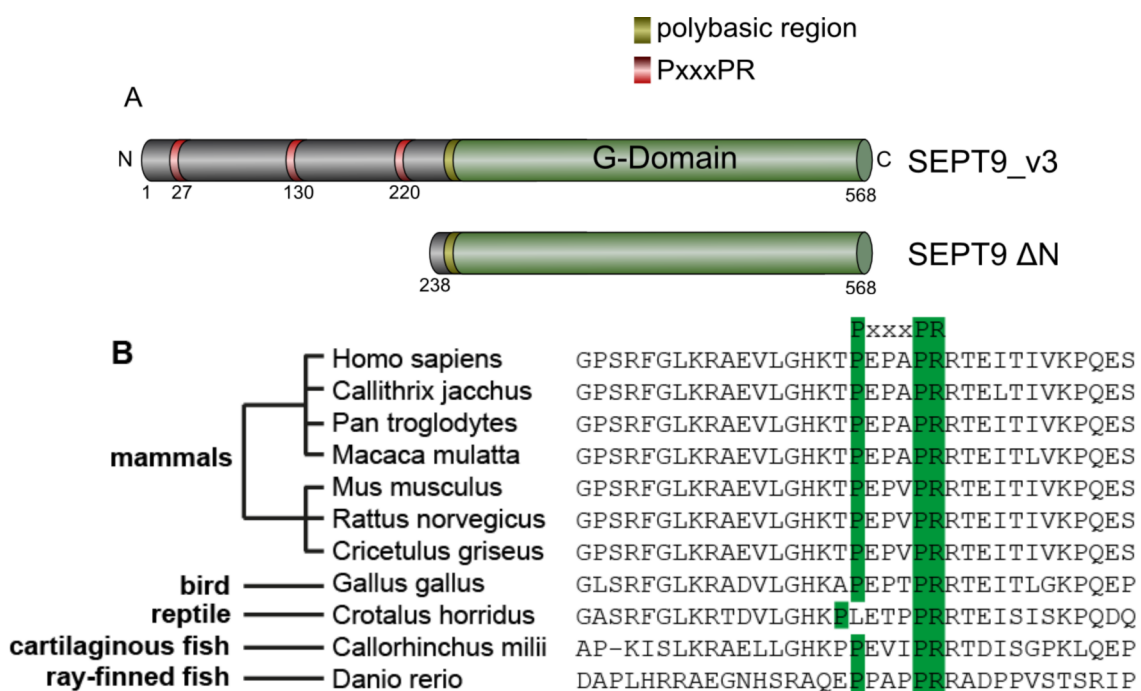 polybasic region
PxxxPR
A
N G-Domain C SEPT9_v3
1 27 130 220 568
SEPT9 ΔN
238 568
B
PxxxPR
Homo sapiens GPSRFGLKRAEVLGHKTPEPAPRRTEITIVKPQES
Callithrix jacchus GPSRFGLKRAEVLGHKTPEPAPRRTELTIVKPQES
Pan troglodytes GPSRFGLKRAEVLGHKTPEPAPRRTEITIVKPQES
Macaca mulatta GPSRFGLKRAEVLGHKTPEPAPRRTEITLVKPQES
mammals
Mus musculus GPSRFGLKRAEVLGHKTPEPVPRRTEITIVKPQES
Rattus norvegicus GPSRFGLKRAEVLGHKTPEPVPRRTEITIVKPQES
Cricetulus griseus GPSRFGLKRAEVLGHKTPEPVPRRTEITIVKPQES
bird Gallus gallus GLSRFGLKRADVLGHKAPEPTPRRTEITLGKPQEP
reptile Crotalus horridus GASRFGLKRTDVLGHKPLETPPRRTEISISKPQDQ
cartilaginous fish Callorhinchus milii AP-KISLKRAELLGHKPPEVIPRRTDISGPKLQEP
ray-finned fish Danio rerio DAPLHRRAEGNHSRAQEPPAPPRRADPPVSTSRIP